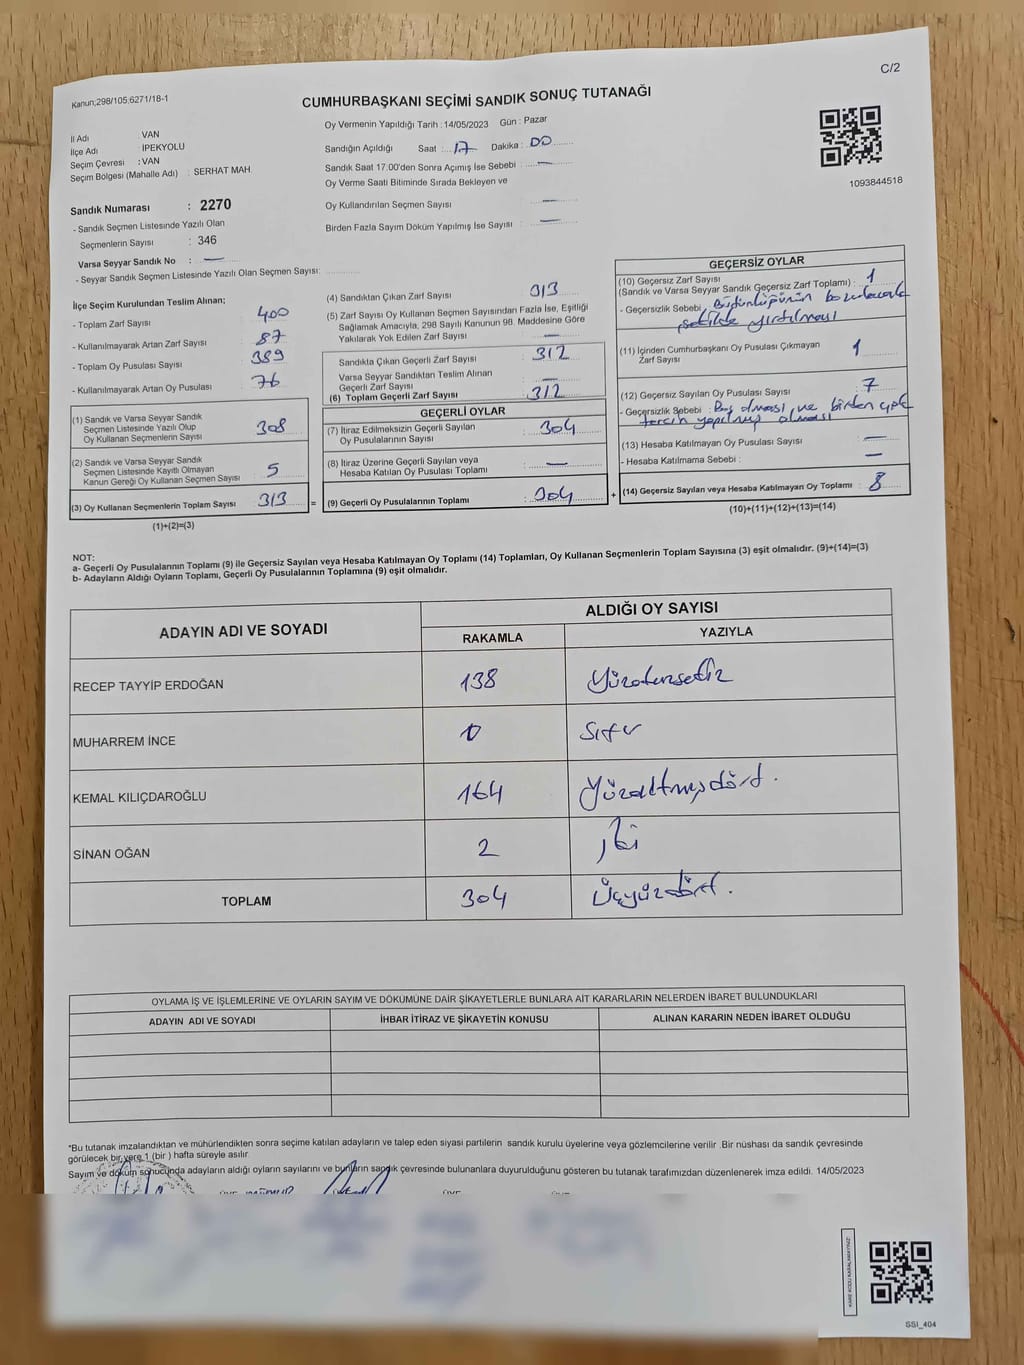 C/2
Kanun;298/105,6271/18-1
CUMHURBAŞKANI SEÇİMİ SANDIK SONUÇ TUTANAĞI
İl Adı : VAN
İlçe Adı : İPEKYOLU
Seçim Çevresi : VAN
Seçim Bölgesi (Mahalle Adı) : SERHAT MAH.
Oy Vermenin Yapıldığı Tarih : 14/05/2023 Gün : Pazar
Sandığın Açıldığı Saat : 17 Dakika : 00
Sandık Saat 17:00'den Sonra Açımış İse Sebebi : —
Oy Verme Saati Bitiminde Sırada Bekleyen ve
Oy Kullandırılan Seçmen Sayısı : —
Birden Fazla Sayım Döküm Yapılmış İse Sayısı : —
1093844518
Sandık Numarası : 2270
- Sandık Seçmen Listesinde Yazılı Olan
Seçmenlerin Sayısı : 346
Varsa Seyyar Sandık No : —
- Seyyar Sandık Seçmen Listesinde Yazılı Olan Seçmen Sayısı:
İlçe Seçim Kurulundan Teslim Alınan;
- Toplam Zarf Sayısı : 400
- Kullanılmayarak Artan Zarf Sayısı : 87
- Toplam Oy Pusulası Sayısı : 389
- Kullanılmayarak Artan Oy Pusulası : 76
(1) Sandık ve Varsa Seyyar Sandık
Seçmen Listesinde Yazılı Olup
Oy Kullanan Seçmenlerin Sayısı : 308
(2) Sandık ve Varsa Seyyar Sandık
Seçmen Listesinde Kayıtlı Olmayan
Kanun Gereği Oy Kullanan Seçmen Sayısı : 5
(3) Oy Kullanan Seçmenlerin Toplam Sayısı : 313 =
(1)+(2)=(3)
(4) Sandıktan Çıkan Zarf Sayısı : 313
(5) Zarf Sayısı Oy Kullanan Seçmen Sayısından Fazla İse, Eşitliği
Sağlamak Amacıyla, 298 Sayılı Kanunun 98. Maddesine Göre
Yakılarak Yok Edilen Zarf Sayısı : —
Sandıkta Çıkan Geçerli Zarf Sayısı : 312
Varsa Seyyar Sandıktan Teslim Alınan
Geçerli Zarf Sayısı : —
(6) Toplam Geçerli Zarf Sayısı : 312
GEÇERLİ OYLAR
(7) İtiraz Edilmeksizin Geçerli Sayılan
Oy Pusulalarının Sayısı : 304
(8) İtiraz Üzerine Geçerli Sayılan veya
Hesaba Katılan Oy Pusulası Toplamı : —
(9) Geçerli Oy Pusulalarının Toplamı : 304 +
GEÇERSİZ OYLAR
(10) Geçersiz Zarf Sayısı
(Sandık ve Varsa Seyyar Sandık Geçersiz Zarf Toplamı) : 1
- Geçersizlik Sebebi : Bütünlüğünün bozulacak
şekilde yırtılması
(11) İçinden Cumhurbaşkanı Oy Pusulası Çıkmayan
Zarf Sayısı : 1
(12) Geçersiz Sayılan Oy Pusulası Sayısı : 7
- Geçersizlik Sebebi : Boş olması ve birden çok
tercih yapılmış olması
(13) Hesaba Katılmayan Oy Pusulası Sayısı : —
- Hesaba Katılmama Sebebi : —
(14) Geçersiz Sayılan veya Hesaba Katılmayan Oy Toplamı : 8
(10)+(11)+(12)+(13)=(14)
NOT:
a- Geçerli Oy Pusulalarının Toplamı (9) ile Geçersiz Sayılan veya Hesaba Katılmayan Oy Toplamı (14) Toplamları, Oy Kullanan Seçmenlerin Toplam Sayısına (3) eşit olmalıdır. (9)+(14)=(3)
b- Adayların Aldığı Oyların Toplamı, Geçerli Oy Pusulalarının Toplamına (9) eşit olmalıdır.
ADAYIN ADI VE SOYADI
ALDIĞI OY SAYISI
RAKAMLA YAZIYLA
RECEP TAYYİP ERDOĞAN 138 Yüzotuzsekiz
MUHARREM İNCE 0 Sıfır
KEMAL KILIÇDAROĞLU 164 Yüzaltmışdört.
SİNAN OĞAN 2 iki
TOPLAM 304 Üçyüzdört.
OYLAMA İŞ VE İŞLEMLERİNE VE OYLARIN SAYIM VE DÖKÜMÜNE DAİR ŞİKAYETLERLE BUNLARA AİT KARARLARIN NELERDEN İBARET BULUNDUKLARI
ADAYIN ADI VE SOYADI İHBAR İTİRAZ VE ŞİKAYETİN KONUSU ALINAN KARARIN NEDEN İBARET OLDUĞU
*Bu tutanak imzalandıktan ve mühürlendikten sonra seçime katılan adayların ve talep eden siyasi partilerin sandık kurulu üyelerine veya gözlemcilerine verilir .Bir nüshası da sandık çevresinde
görülecek bir yere 1 (bir ) hafta süreyle asılır
Sayım ve döküm sonucunda adayların aldığı oyların sayılarını ve bunların sandık çevresinde bulunanlara duyurulduğunu gösteren bu tutanak tarafımızdan düzenlenerek imza edildi. 14/05/2023
KARE KODU KARALAMAYINIZ!
SSI_404